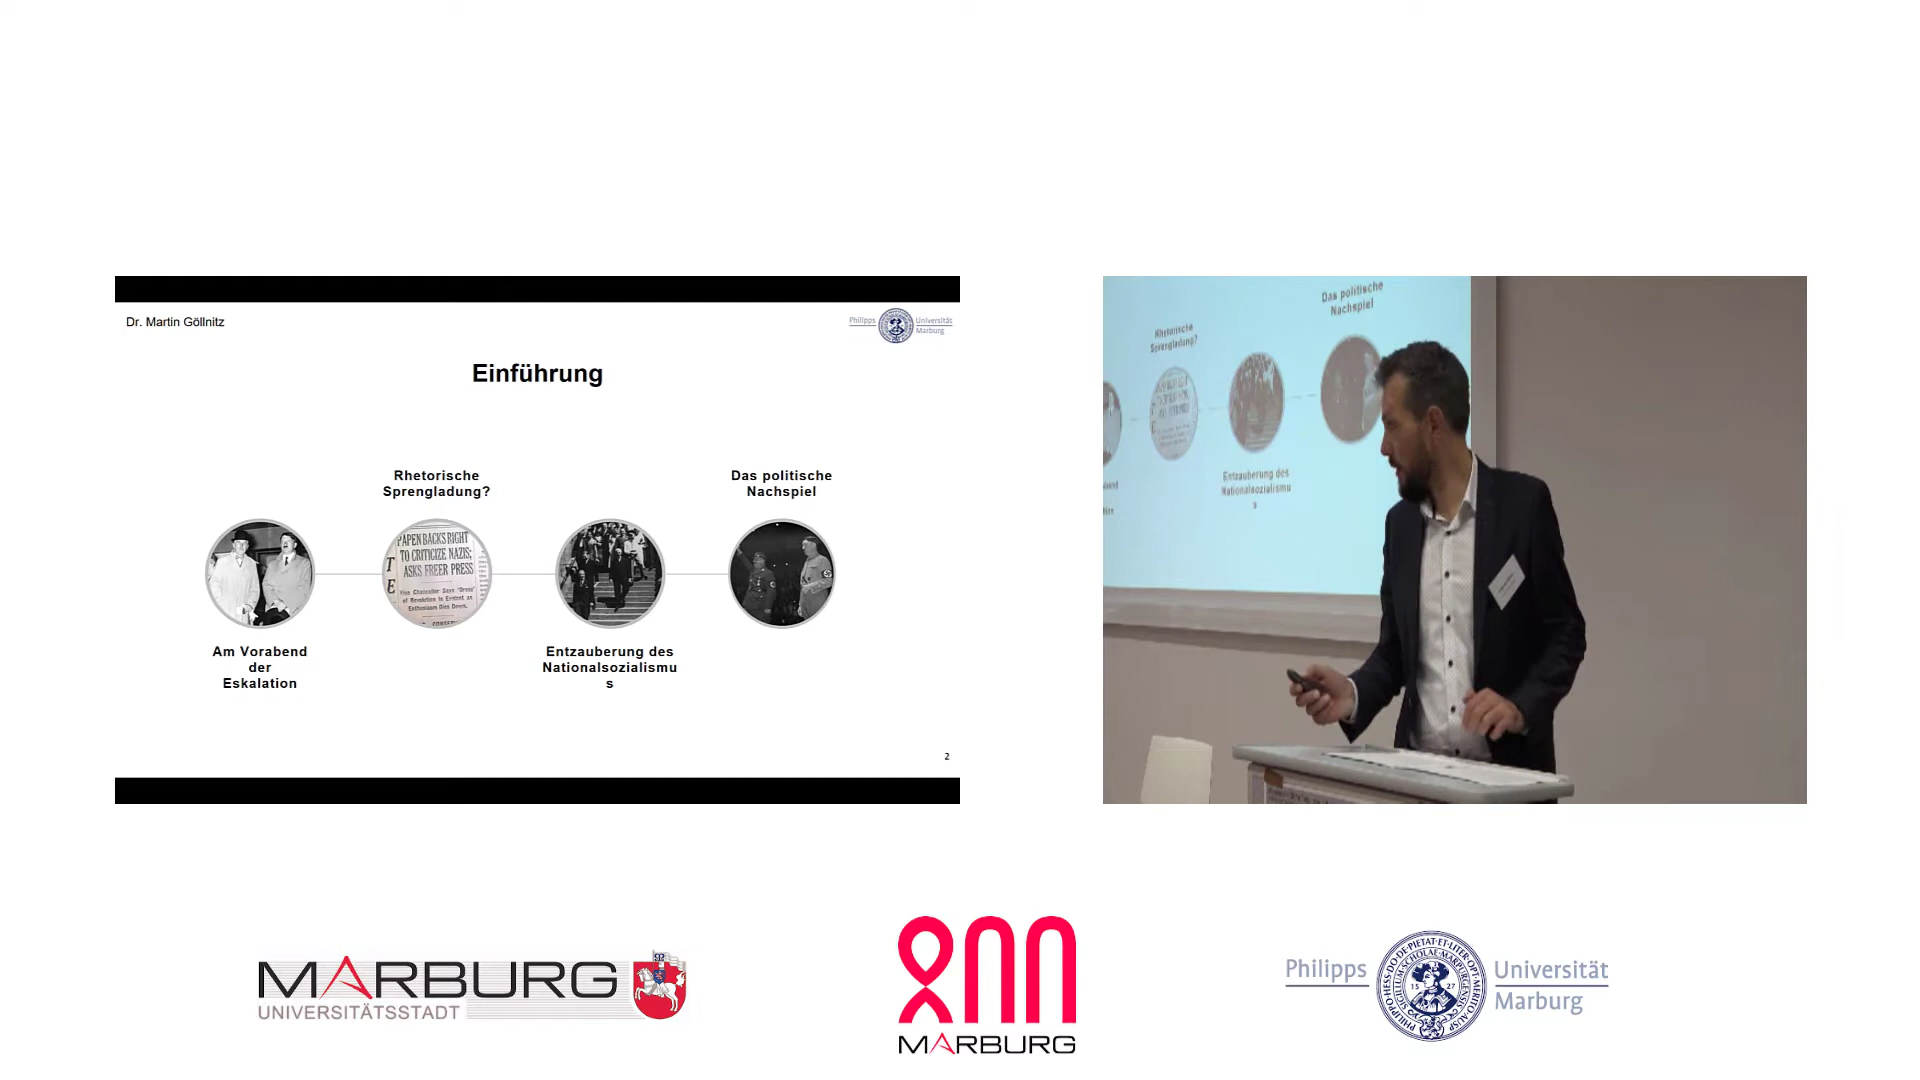 Dr. Martin Göllnitz
Philipps
Universität
Marburg
Einführung
Rhetorische
Sprengladung?
Das politische
Nachspiel
PAPEN BACKS RIGHT
TO CRITICIZE NAZIS;
ASKS FREER PRESS
Am Vorabend
der
Eskalation
Entzauberung des
Nationalsozialismu
s
2
Das politische
Nachspiel
Rhetorische
Sprengladung?
Entzauberung des
Nationalsozialismu
s
MARBURG
UNIVERSITÄTSSTADT
MARBURG
Philipps
Universität
Marburg
15 27